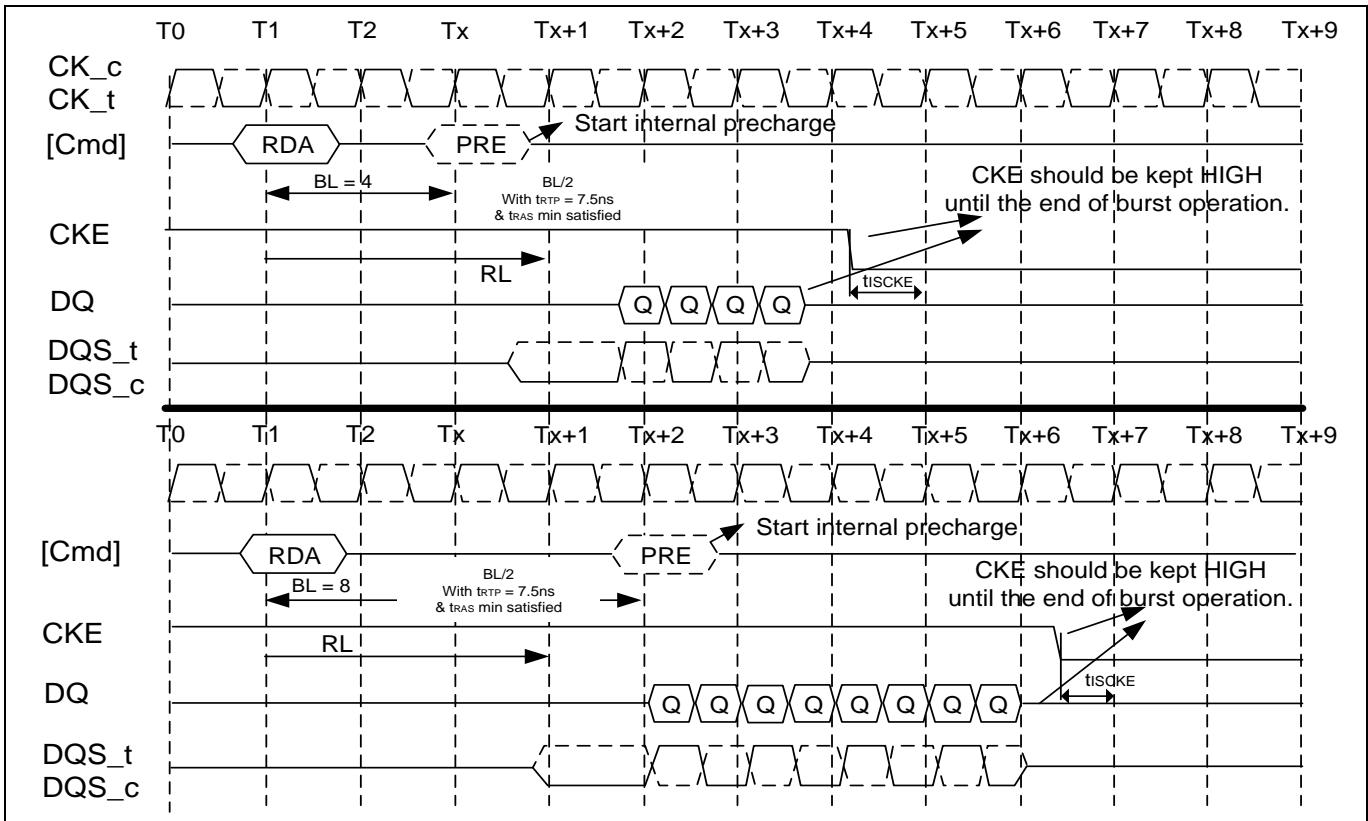 T0 T1 T2 Tx Tx+1 Tx+2 Tx+3 Tx+4 Tx+5 Tx+6 Tx+7 Tx+8 Tx+9
CK_c
CK_t
Start internal precharge
[Cmd] RDA PRE
BL = 4
BL/2
With tRTP = 7.5ns
& tRAS min satisfied
CKE should be kept HIGH
until the end of burst operation.
CKE
RL
tISCKE
DQ Q Q Q Q
DQS_t
DQS_c
T0 T1 T2 Tx Tx+1 Tx+2 Tx+3 Tx+4 Tx+5 Tx+6 Tx+7 Tx+8 Tx+9
Start internal precharge
[Cmd] RDA PRE
BL = 8
BL/2
With tRTP = 7.5ns
& tRAS min satisfied
CKE should be kept HIGH
until the end of burst operation.
CKE
RL
tISCKE
DQ Q Q Q Q Q Q Q Q
DQS_t
DQS_c